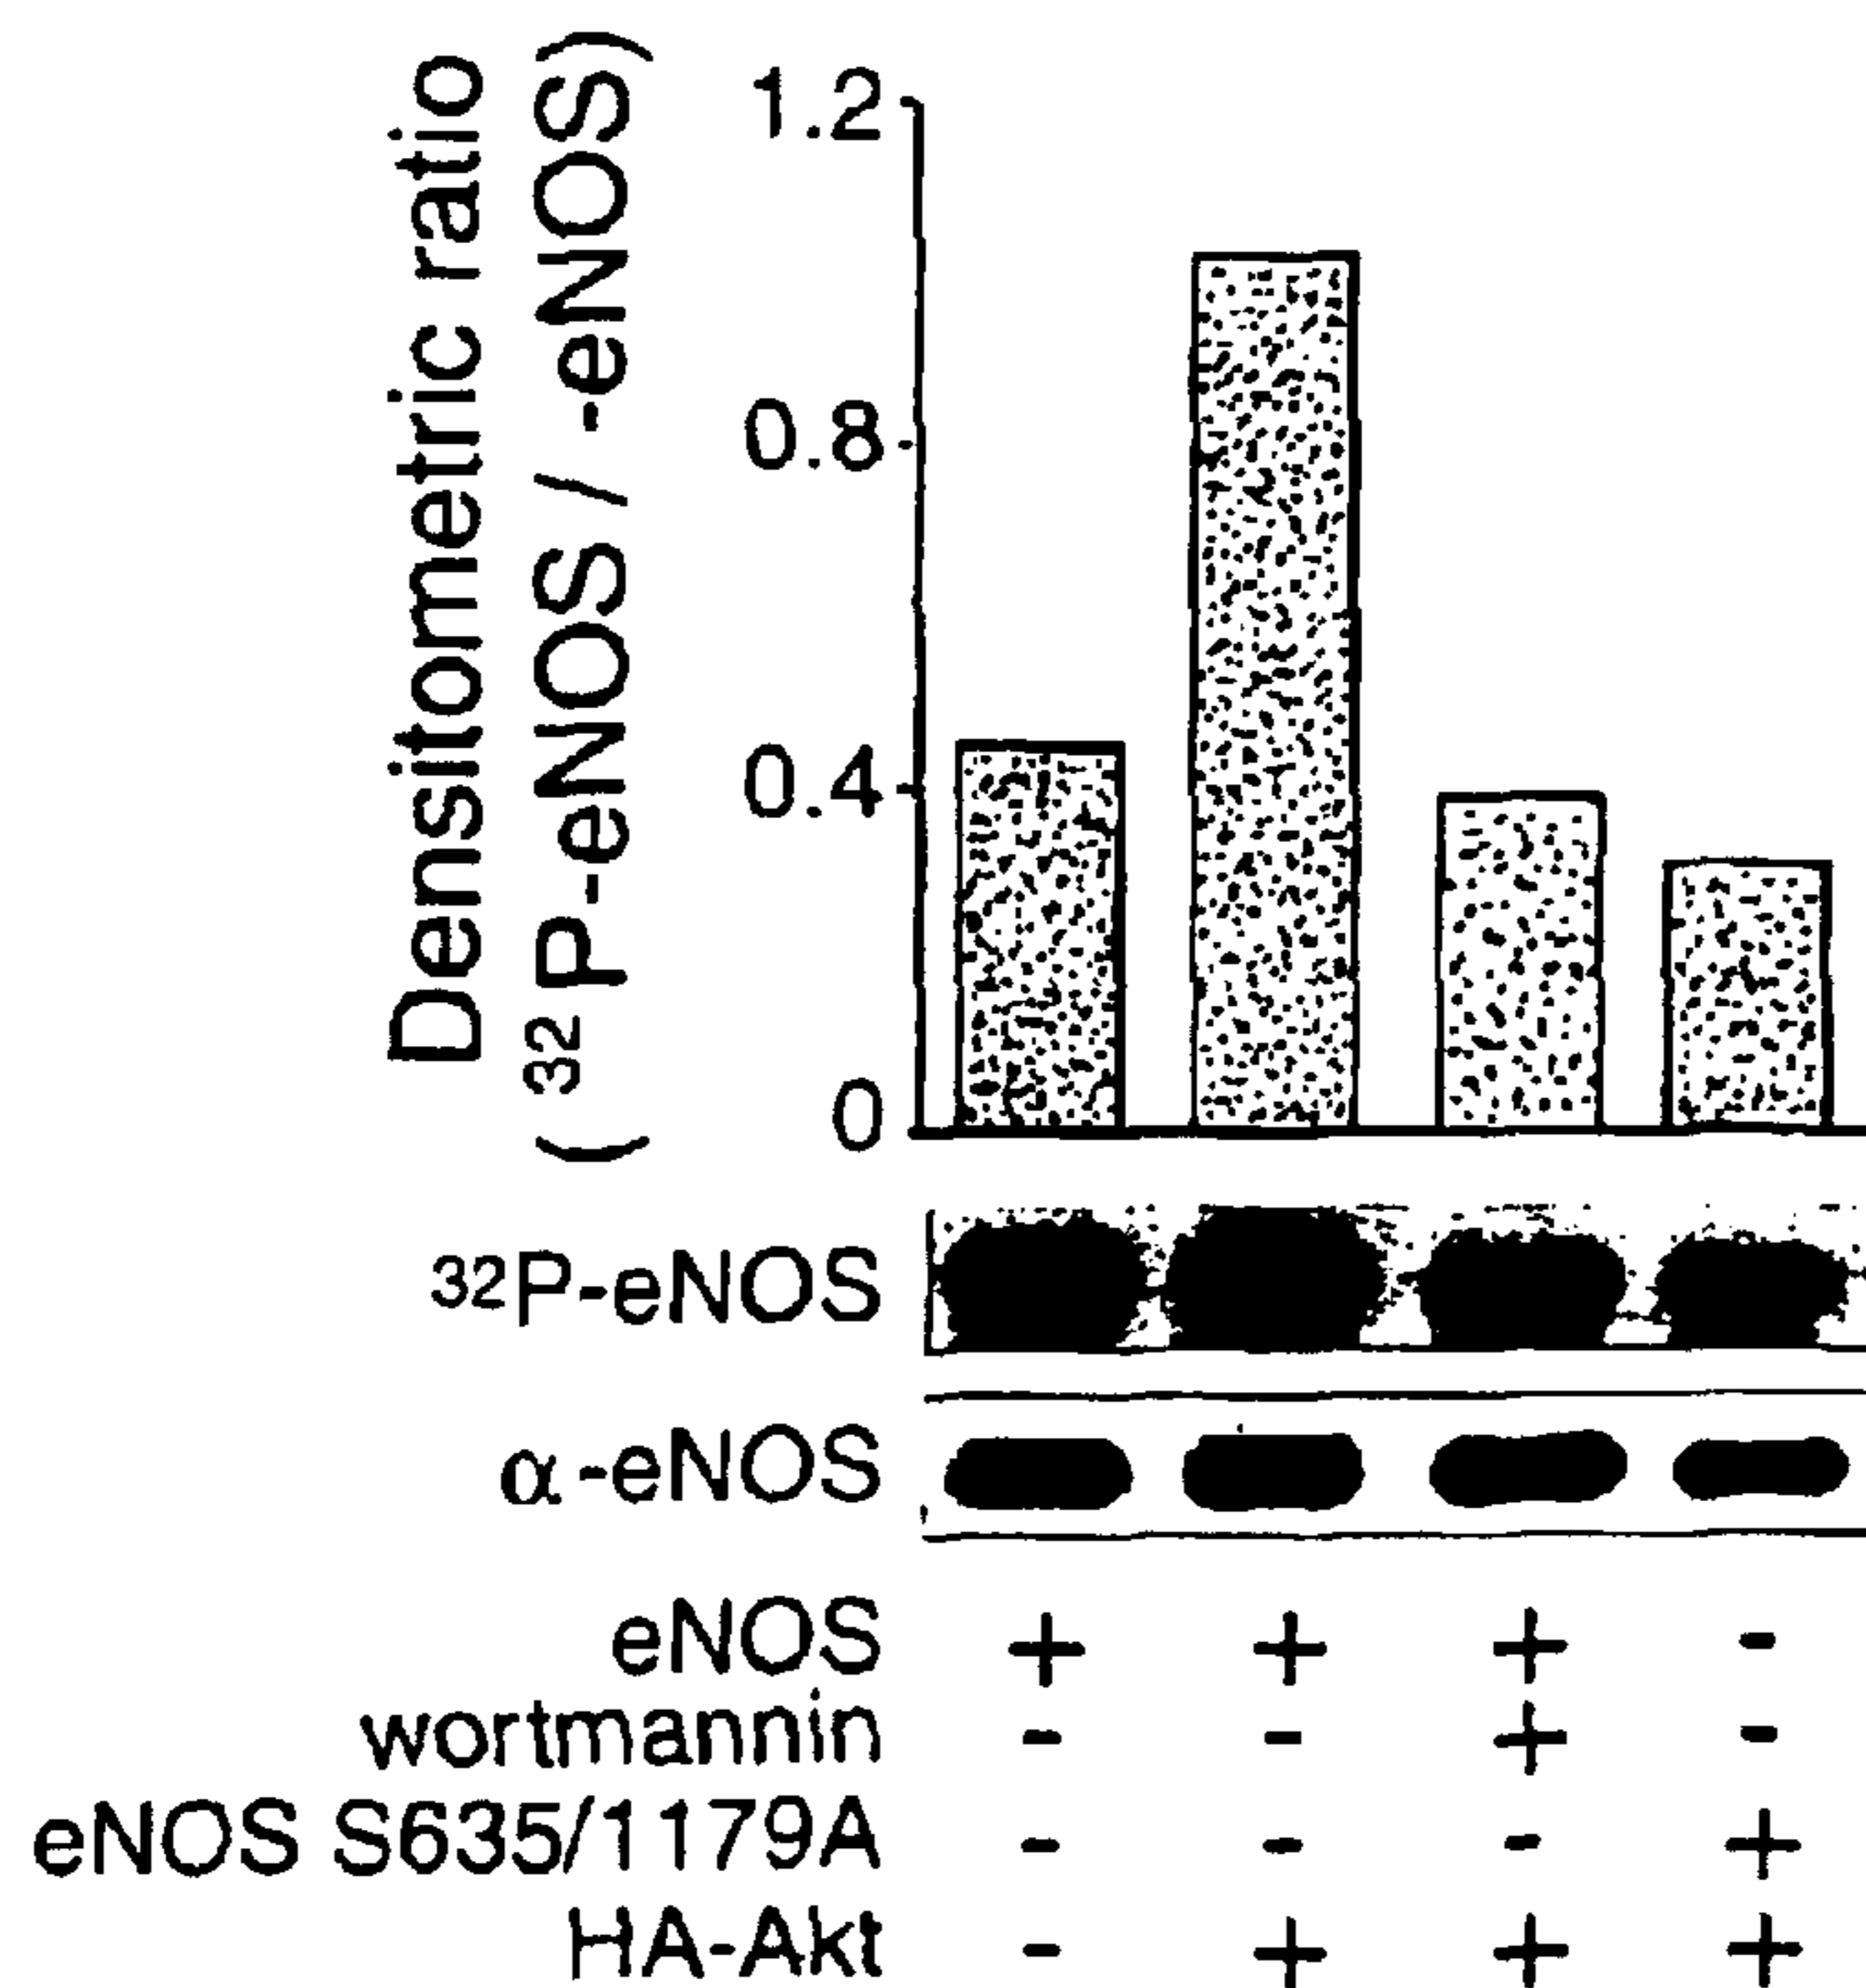 Densitometric ratio
(32P-eNOS / -eNOS)
1.2
0.8
0.4
0
32P-eNOS
α-eNOS
eNOS + + + -
wortmannin - - + -
eNOS S635/1179A - - - +
HA-Akt - + + +